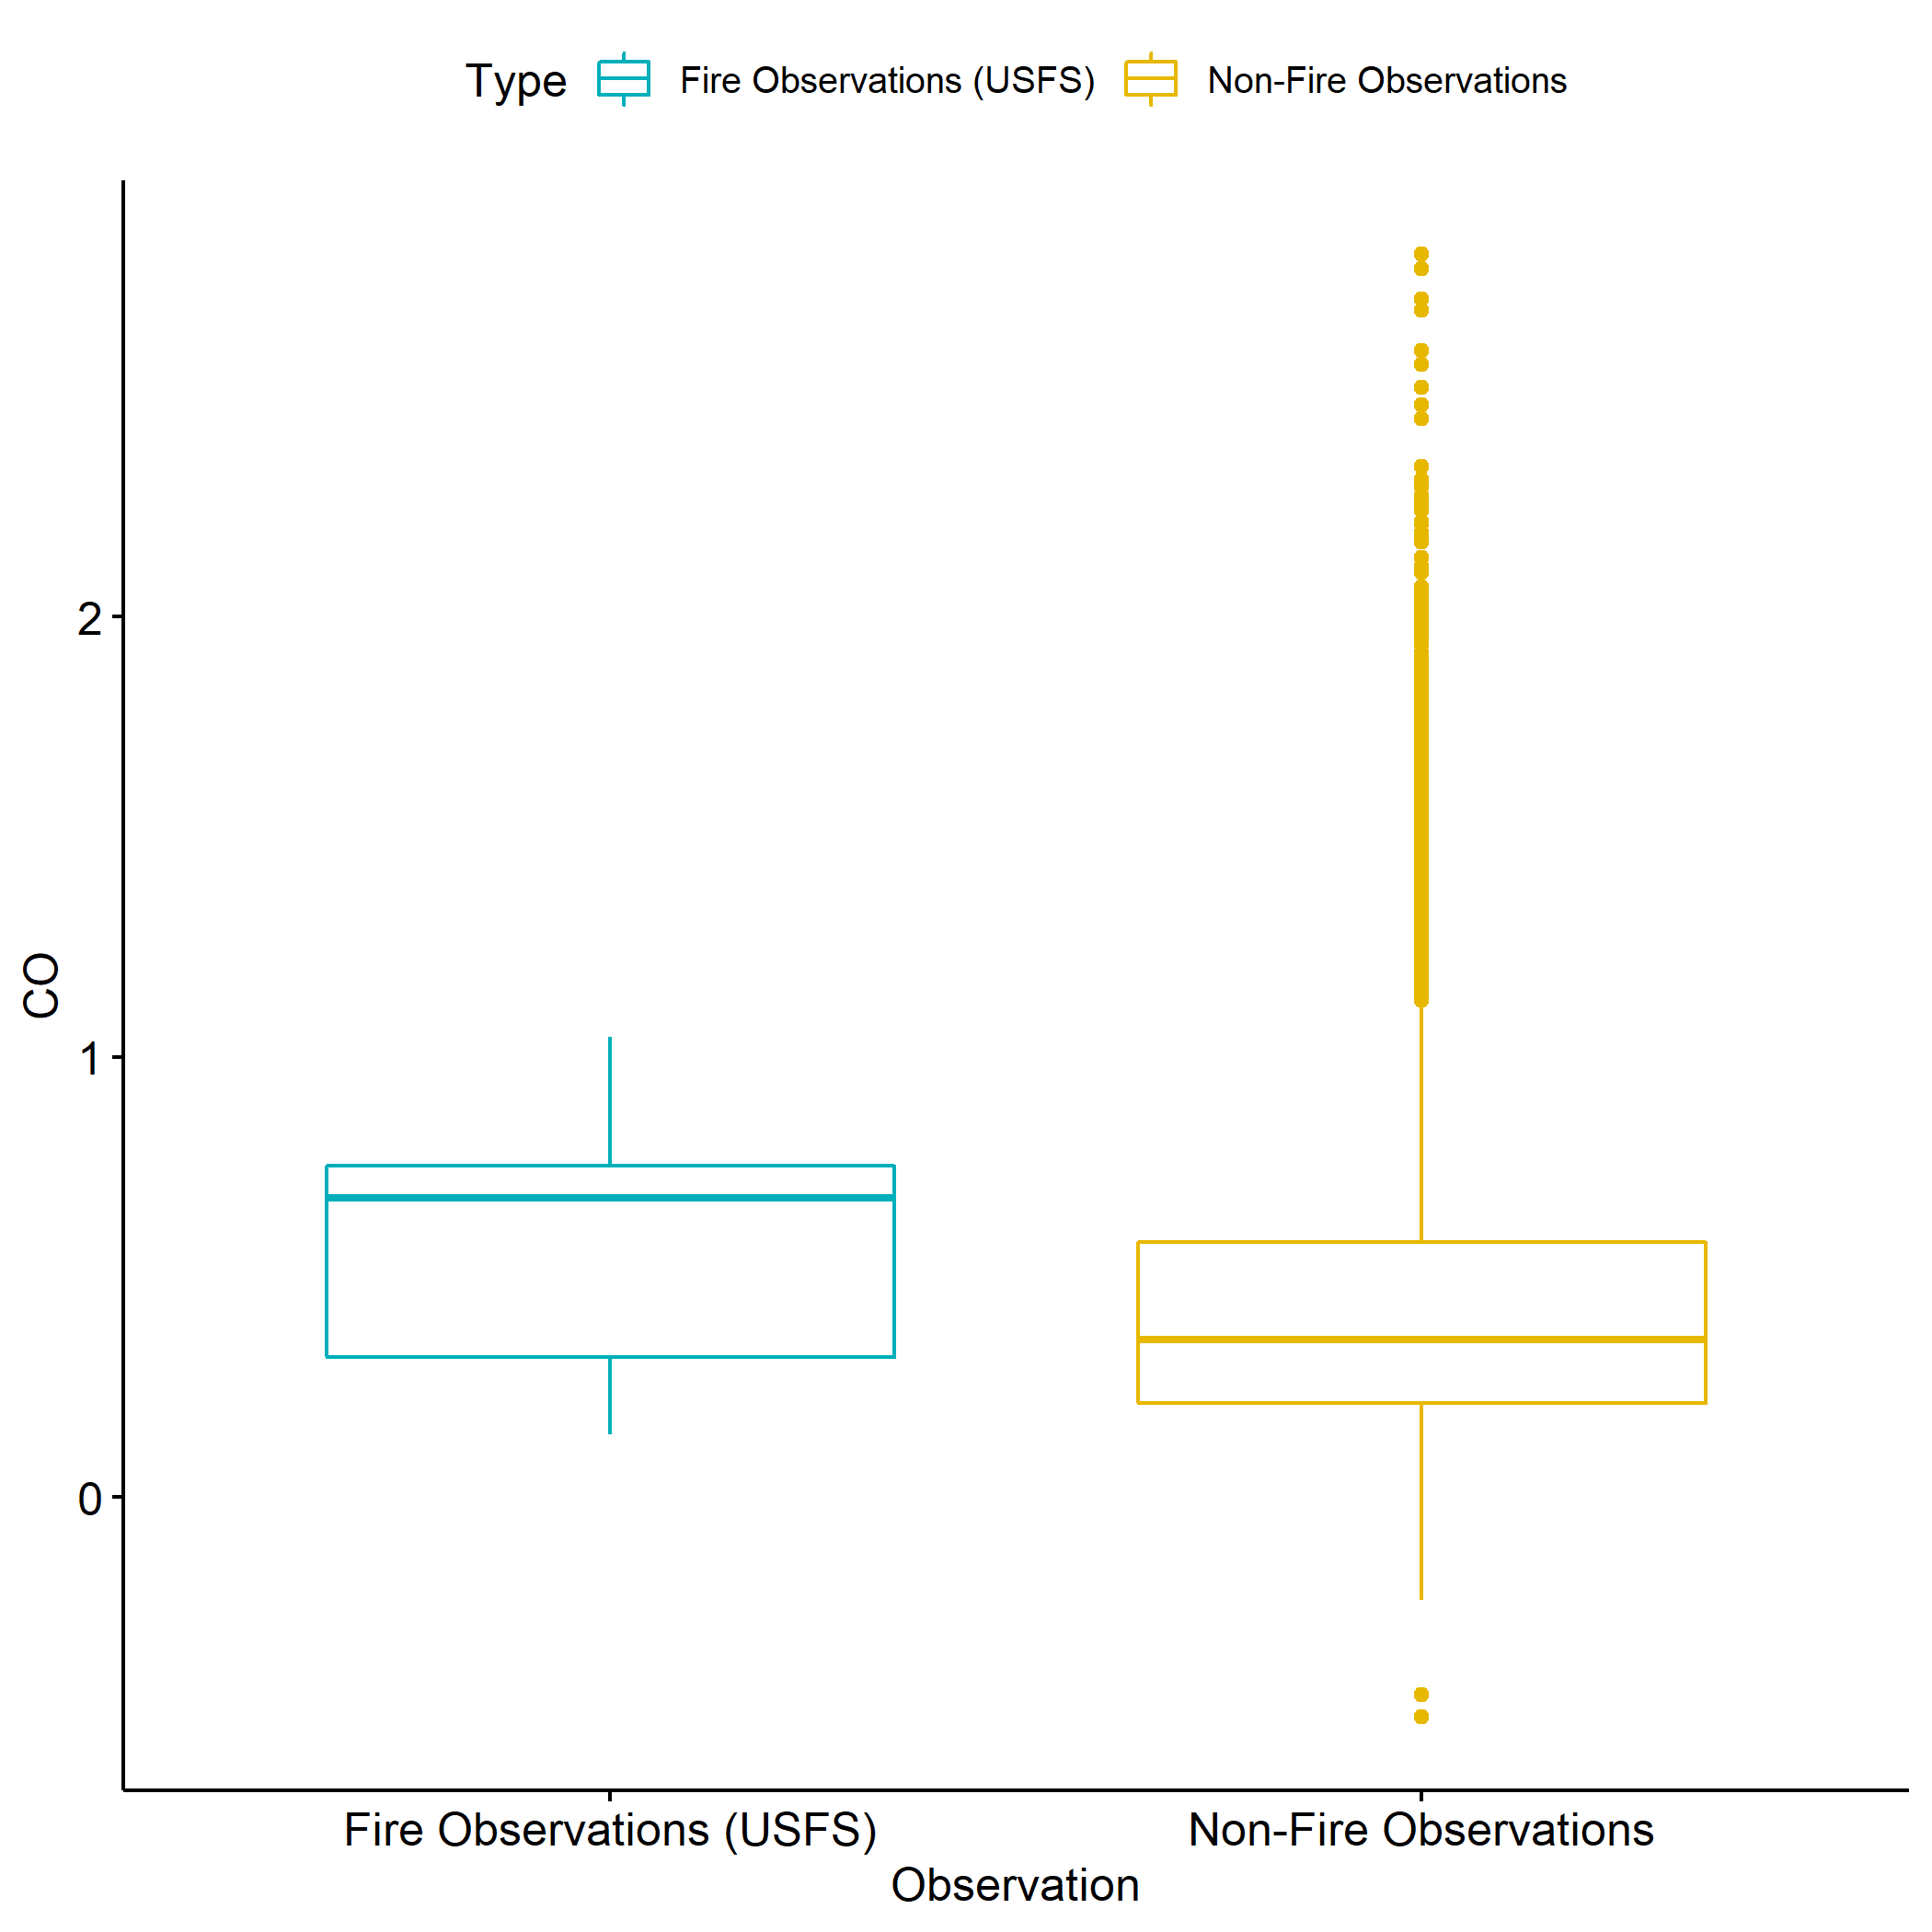 Type Fire Observations (USFS) Non-Fire Observations
2
1
0
CO
Fire Observations (USFS) Non-Fire Observations
Observation